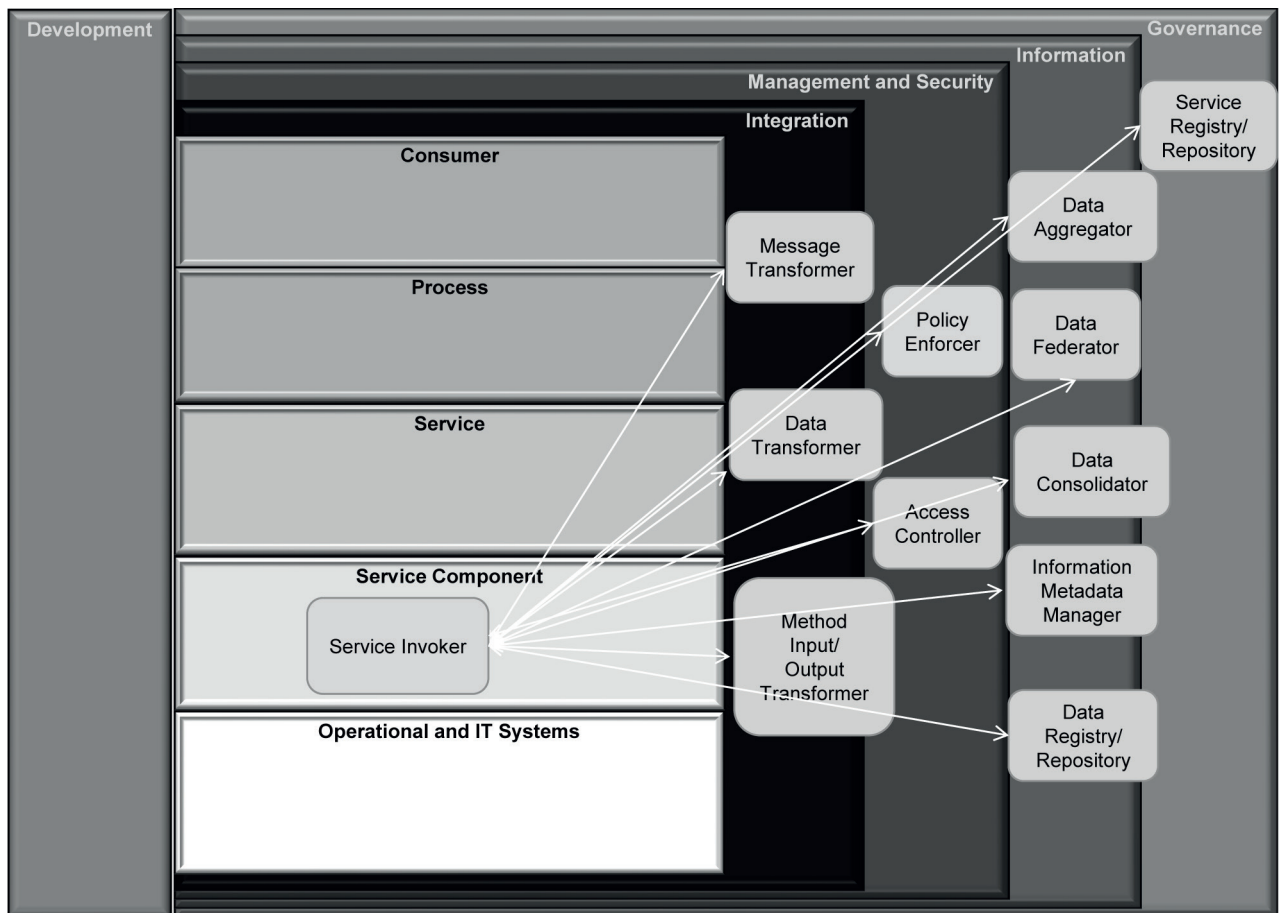 Development
Governance
Information
Management and Security
Integration
Consumer
Process
Service
Service Component
Service Invoker
Operational and IT Systems
Message
Transformer
Data
Transformer
Method
Input/
Output
Transformer
Policy
Enforcer
Access
Controller
Data
Aggregator
Data
Federator
Data
Consolidator
Information
Metadata
Manager
Data
Registry/
Repository
Service
Registry/
Repository